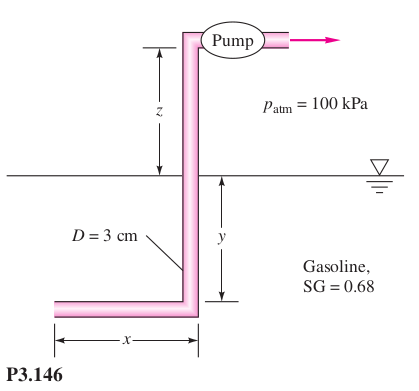 Pump
z
p_atm = 100 kPa
D = 3 cm
y
Gasoline,
SG = 0.68
x
P3.146